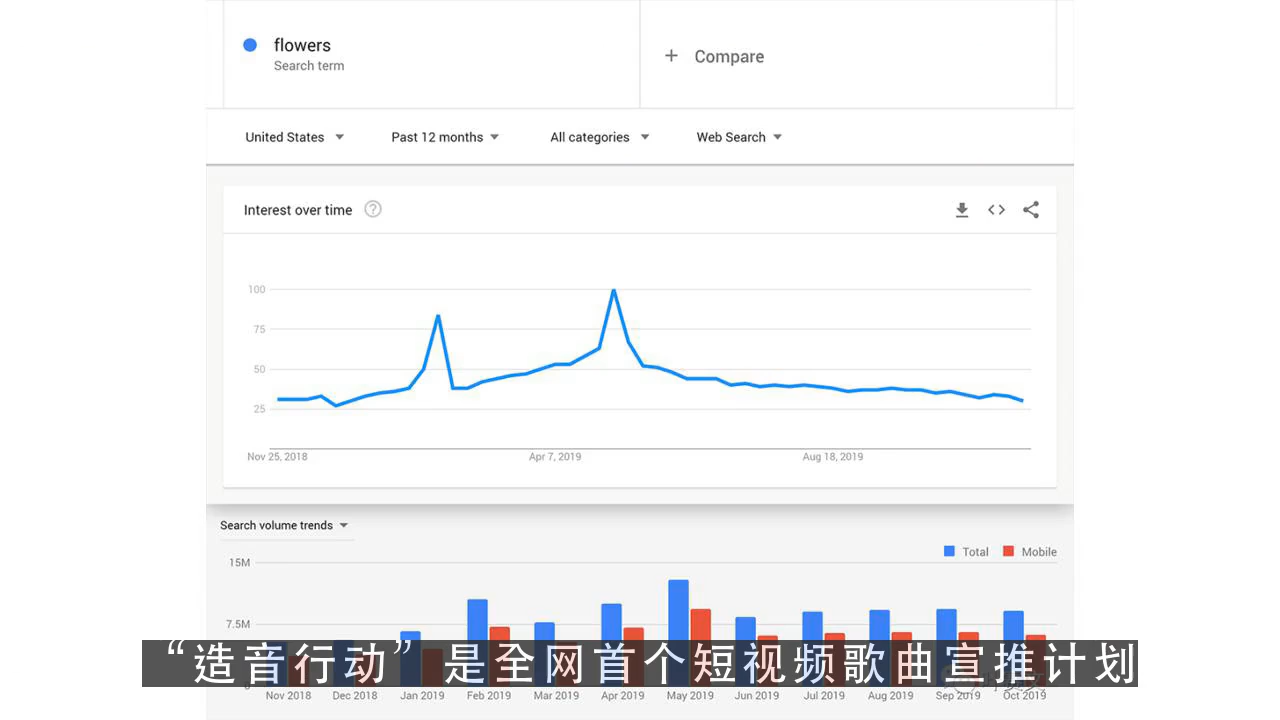 flowers
Search term
+ Compare
United States
Past 12 months
All categories
Web Search
Interest over time
100
75
50
25
Nov 25, 2018
Apr 7, 2019
Aug 18, 2019
Search volume trends
Total
Mobile
15M
7.5M
“造音行动”是全网首个短视频歌曲宣推计划
Nov 2018
Dec 2018
Jan 2019
Feb 2019
Mar 2019
Apr 2019
May 2019
Jun 2019
Jul 2019
Aug 2019
Sep 2019
Oct 2019